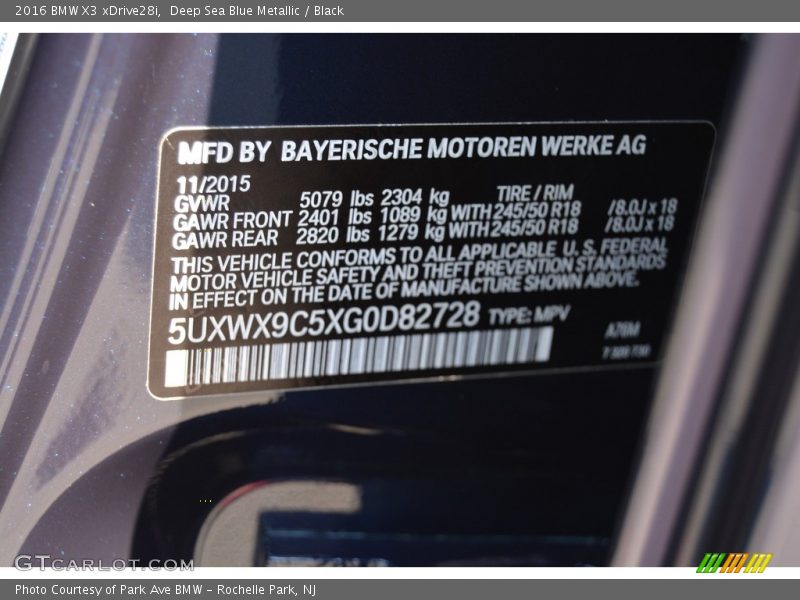 2016 BMW X3 xDrive28i, Deep Sea Blue Metallic / Black
MFD BY BAYERISCHE MOTOREN WERKE AG
11/2015
GVWR 5079 lbs 2304 kg TIRE / RIM
GAWR FRONT 2401 lbs 1089 kg WITH 245/50 R18 /8.0J x 18
GAWR REAR 2820 lbs 1279 kg WITH 245/50 R18 /8.0J x 18
THIS VEHICLE CONFORMS TO ALL APPLICABLE U.S. FEDERAL
MOTOR VEHICLE SAFETY AND THEFT PREVENTION STANDARDS
IN EFFECT ON THE DATE OF MANUFACTURE SHOWN ABOVE.
5UXWX9C5XG0D82728 TYPE: MPV
A76M
GTcarlot.com
Photo Courtesy of Park Ave BMW - Rochelle Park, NJ